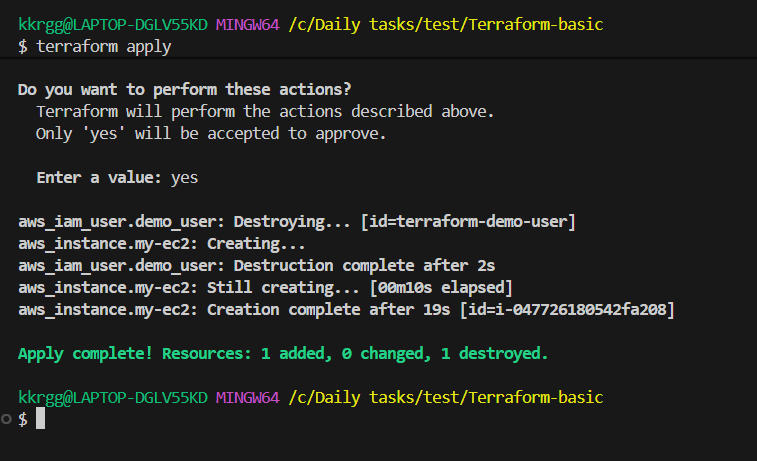 kkrgg@LAPTOP-DGLV55KD MINGW64 /c/Daily tasks/test/Terraform-basic
$ terraform apply
Do you want to perform these actions?
  Terraform will perform the actions described above.
  Only 'yes' will be accepted to approve.

  Enter a value: yes

aws_iam_user.demo_user: Destroying... [id=terraform-demo-user]
aws_instance.my-ec2: Creating...
aws_iam_user.demo_user: Destruction complete after 2s
aws_instance.my-ec2: Still creating... [00m10s elapsed]
aws_instance.my-ec2: Creation complete after 19s [id=i-047726180542fa208]

Apply complete! Resources: 1 added, 0 changed, 1 destroyed.

kkrgg@LAPTOP-DGLV55KD MINGW64 /c/Daily tasks/test/Terraform-basic
$